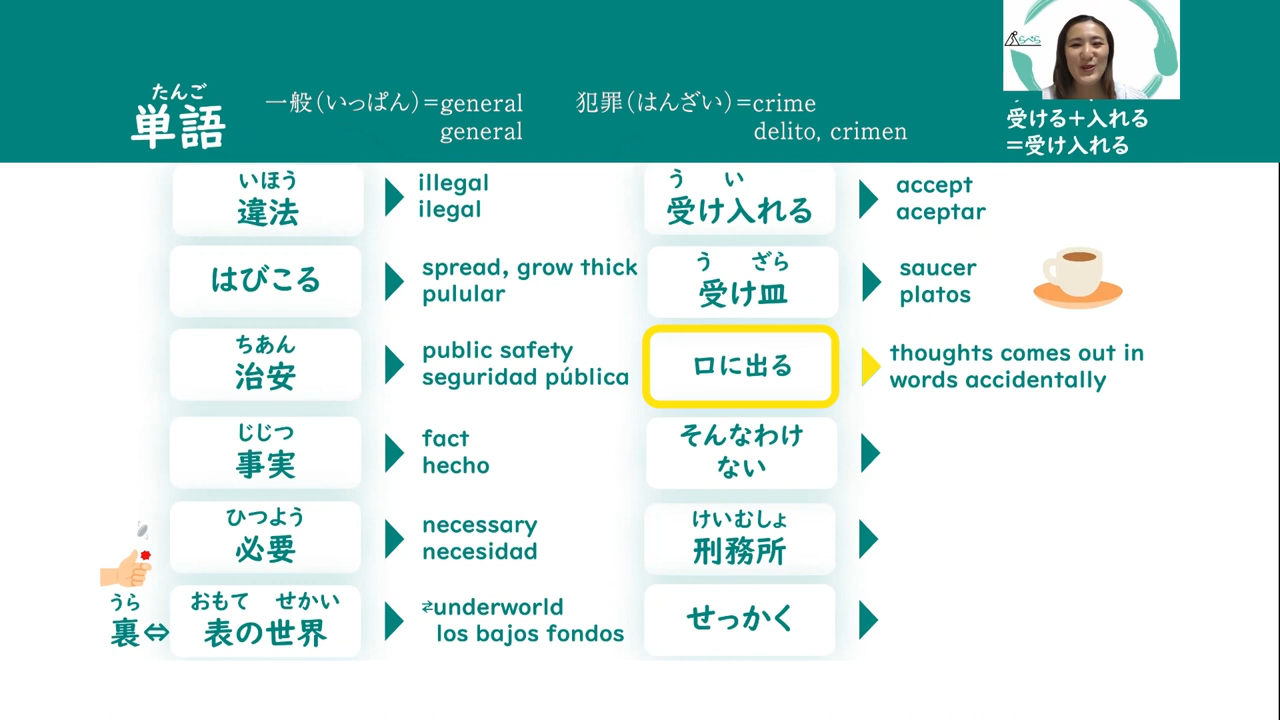 たんご
単語
一般（いっぱん）=general
general
犯罪（はんざい）=crime
delito, crimen
らぺら
受ける＋入れる
＝受け入れる
いほう
違法
illegal
ilegal
はびこる
spread, grow thick
pulular
ちあん
治安
public safety
seguridad pública
じじつ
事実
fact
hecho
ひつよう
必要
necessary
necesidad
うら
裏⇔
おもて せかい
表の世界
⇄underworld
los bajos fondos
う い
受け入れる
accept
aceptar
う ざら
受け皿
saucer
platos
口に出る
thoughts comes out in
words accidentally
そんなわけ
ない
けいむしょ
刑務所
せっかく